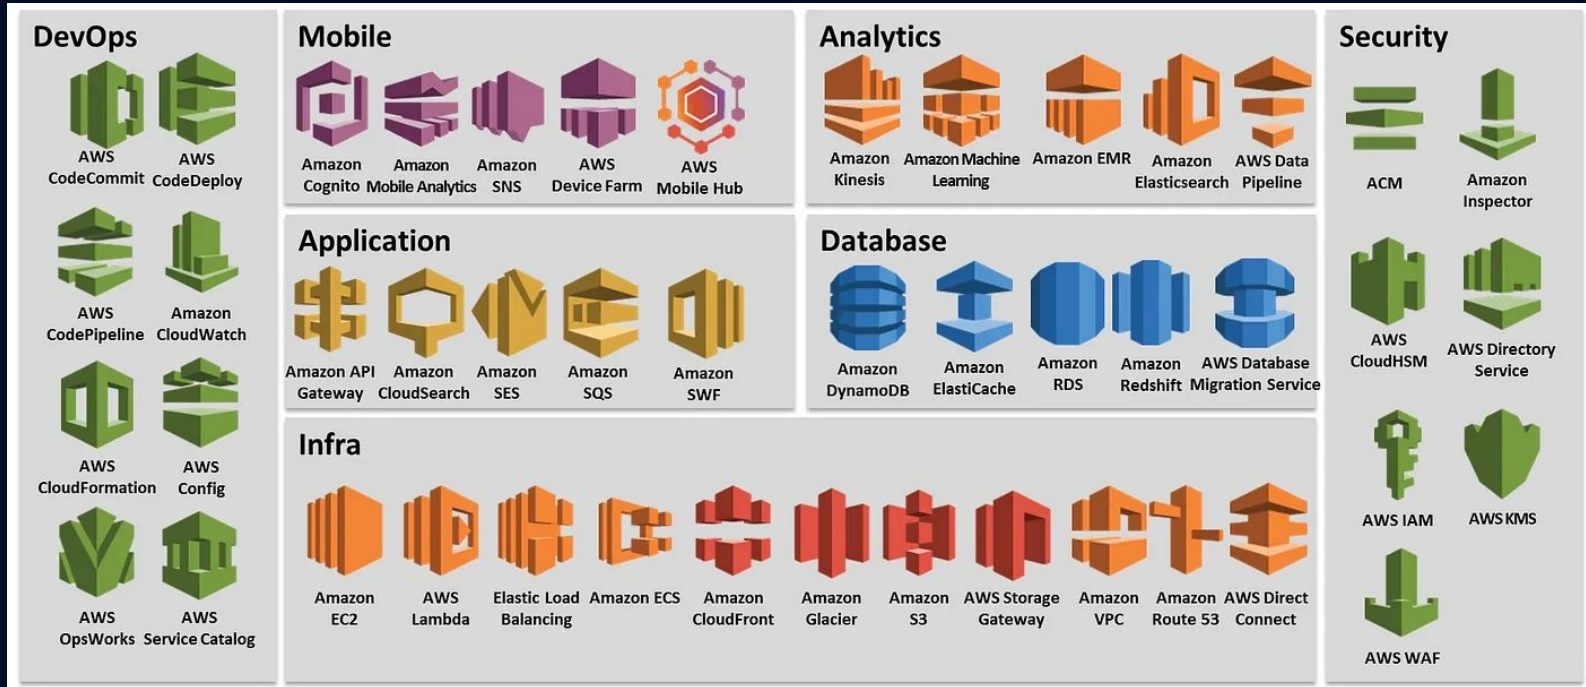 DevOps
AWS
CodeCommit
AWS
CodeDeploy
AWS
CodePipeline
Amazon
CloudWatch
AWS
CloudFormation
AWS
Config
AWS
OpsWorks
AWS
Service Catalog
Mobile
Amazon
Cognito
Amazon
Mobile Analytics
Amazon
SNS
AWS
Device Farm
AWS
Mobile Hub
Analytics
Amazon
Kinesis
Amazon Machine
Learning
Amazon EMR
Amazon
Elasticsearch
AWS Data
Pipeline
Application
Amazon API
Gateway
Amazon
CloudSearch
Amazon
SES
Amazon
SQS
Amazon
SWF
Database
Amazon
DynamoDB
Amazon
ElastiCache
Amazon
RDS
Amazon
Redshift
AWS Database
Migration Service
Infra
Amazon
EC2
AWS
Lambda
Elastic Load
Balancing
Amazon ECS
Amazon
CloudFront
Amazon
Glacier
Amazon
S3
AWS Storage
Gateway
Amazon
VPC
Amazon
Route 53
AWS Direct
Connect
Security
ACM
Amazon
Inspector
AWS
CloudHSM
AWS Directory
Service
AWS IAM
AWS KMS
AWS WAF